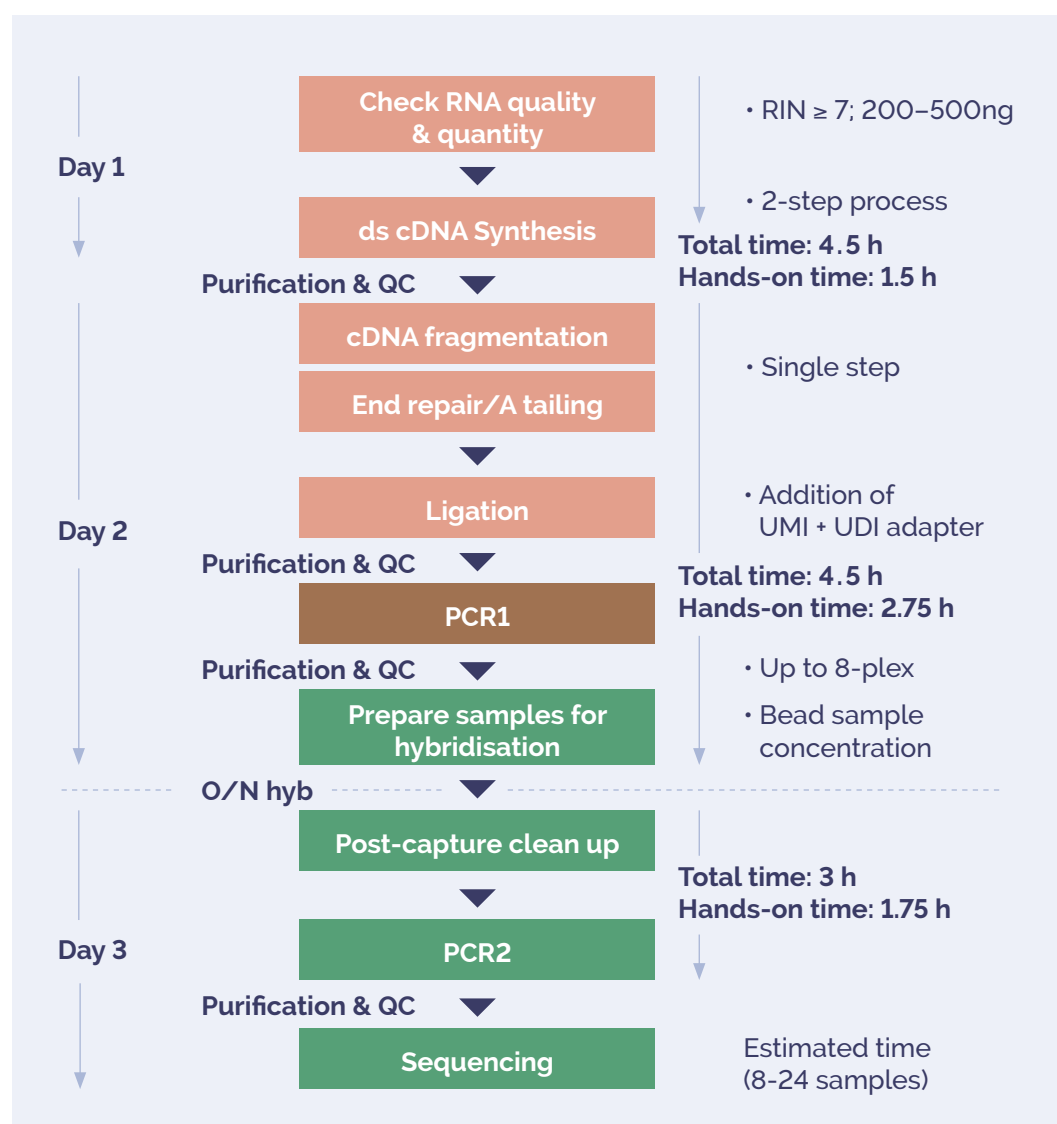 Check RNA quality
& quantity
• RIN ≥ 7; 200–500ng
Day 1
• 2-step process
ds cDNA Synthesis
Total time: 4.5 h
Hands-on time: 1.5 h
Purification & QC
cDNA fragmentation
• Single step
End repair/A tailing
Ligation
• Addition of
UMI + UDI adapter
Day 2
Purification & QC
Total time: 4.5 h
Hands-on time: 2.75 h
PCR1
Purification & QC
• Up to 8-plex
Prepare samples for
hybridisation
• Bead sample
concentration
O/N hyb
Post-capture clean up
Total time: 3 h
Hands-on time: 1.75 h
Day 3
PCR2
Purification & QC
Sequencing
Estimated time
(8-24 samples)